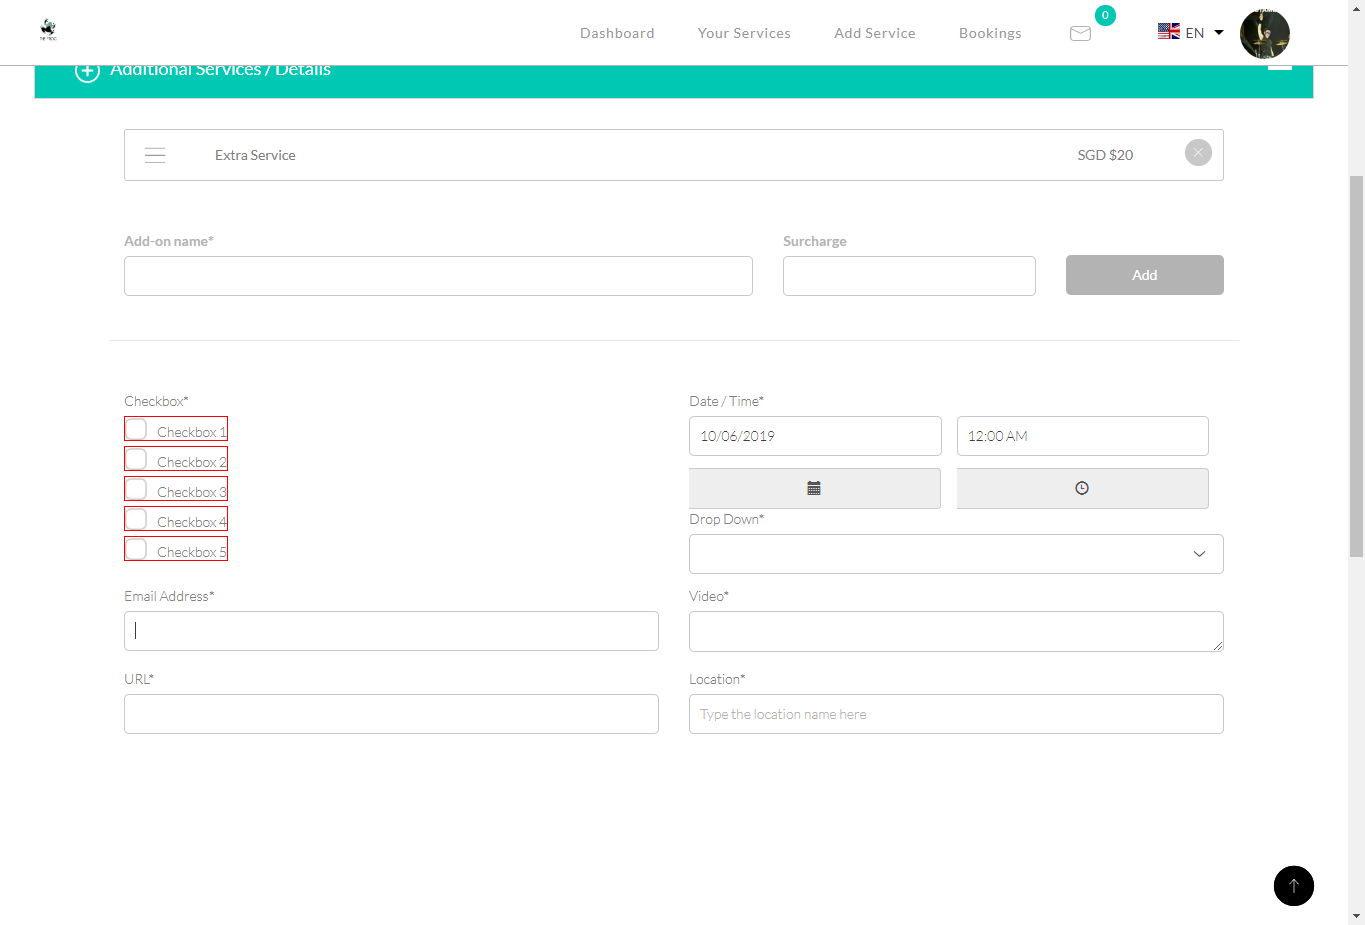 0
Dashboard
Your Services
Add Service
Bookings
EN
Additional Services / Details
Extra Service
SGD $20
Add-on name*
Surcharge
Add
Checkbox*
Date / Time*
Checkbox 1
10/06/2019
12:00 AM
Checkbox 2
Checkbox 3
Checkbox 4
Drop Down*
Checkbox 5
Email Address*
Video*
URL*
Location*
Type the location name here